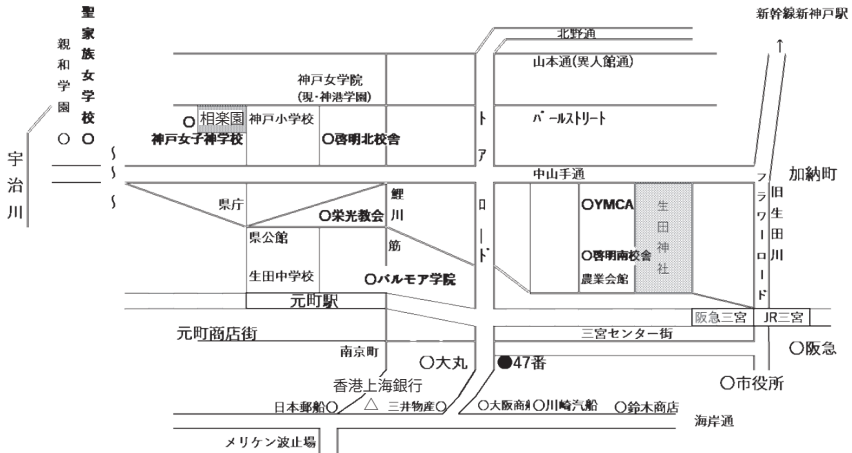 新幹線新神戸駅
↑
北野通
山本通(異人館通)
聖家族女学校
親和学園
神戸女学院
(現・神港学園)
相楽園
神戸小学校
トアロード
パールストリート
神戸女子神学校
啓明北校舎
宇治川
中山手通
加納町
フラワーロード
旧生田川
県庁
鯉川筋
栄光教会
YMCA
生田神社
県公館
啓明南校舎
生田中学校
パルモア学院
農業会館
元町駅
阪急三宮
JR三宮
元町商店街
三宮センター街
阪急
南京町
大丸
47番
市役所
香港上海銀行
日本郵船
三井物産
大阪商船
川崎汽船
鈴木商店
海岸通
メリケン波止場